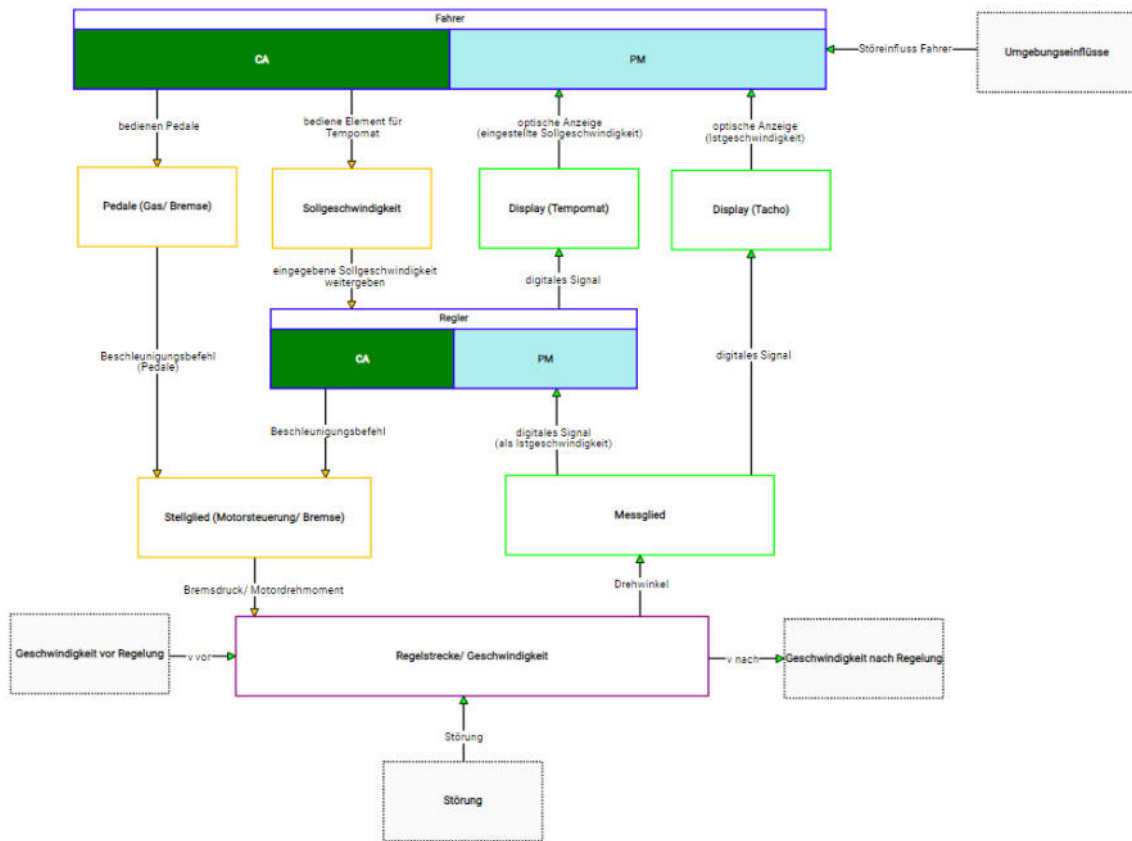 Fahrer
CA
PM
Störeinfluss Fahrer
Umgebungseinflüsse
bedienen Pedale
bediene Element für
Tempomat
optische Anzeige
(eingestellte Sollgeschwindigkeit)
optische Anzeige
(Istgeschwindigkeit)
Pedale (Gas/ Bremse)
Sollgeschwindigkeit
Display (Tempomat)
Display (Tacho)
eingegebene Sollgeschwindigkeit
weitergeben
digitales Signal
Regler
CA
PM
Beschleunigungsbefehl
(Pedale)
digitales Signal
Beschleunigungsbefehl
digitales Signal
(als Istgeschwindigkeit)
Stellglied (Motorsteuerung/ Bremse)
Messglied
Bremsdruck/ Motordrehmoment
Drehwinkel
Geschwindigkeit vor Regelung
v vor
Regelstrecke/ Geschwindigkeit
v nach
Geschwindigkeit nach Regelung
Störung
Störung